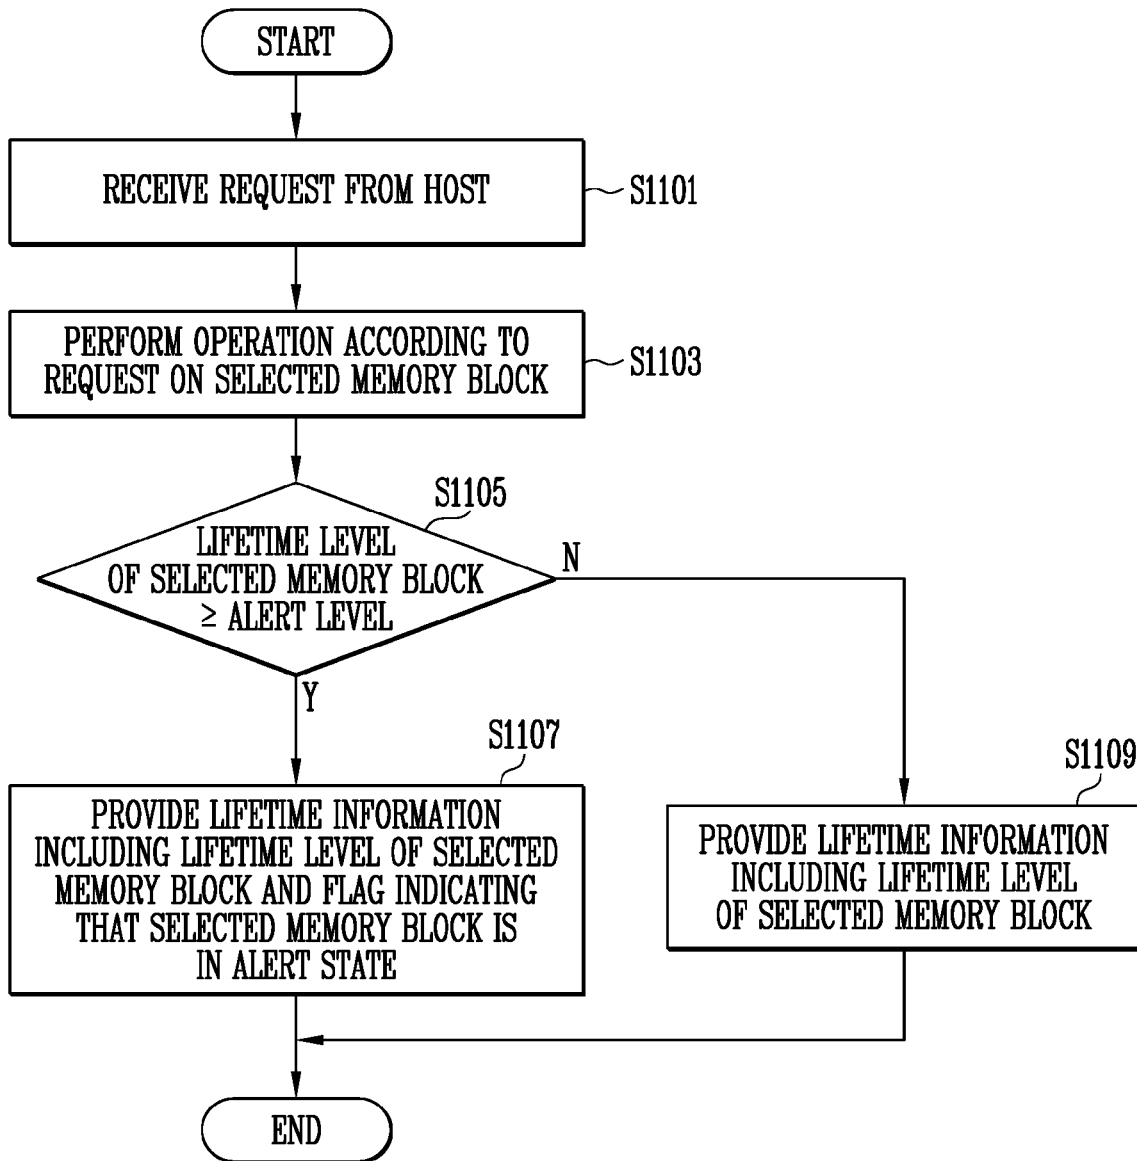 START
RECEIVE REQUEST FROM HOST
S1101
PERFORM OPERATION ACCORDING TO
REQUEST ON SELECTED MEMORY BLOCK
S1103
S1105
LIFETIME LEVEL
OF SELECTED MEMORY BLOCK
≥ ALERT LEVEL
N
Y
S1107
PROVIDE LIFETIME INFORMATION
INCLUDING LIFETIME LEVEL OF SELECTED
MEMORY BLOCK AND FLAG INDICATING
THAT SELECTED MEMORY BLOCK IS
IN ALERT STATE
S1109
PROVIDE LIFETIME INFORMATION
INCLUDING LIFETIME LEVEL
OF SELECTED MEMORY BLOCK
END